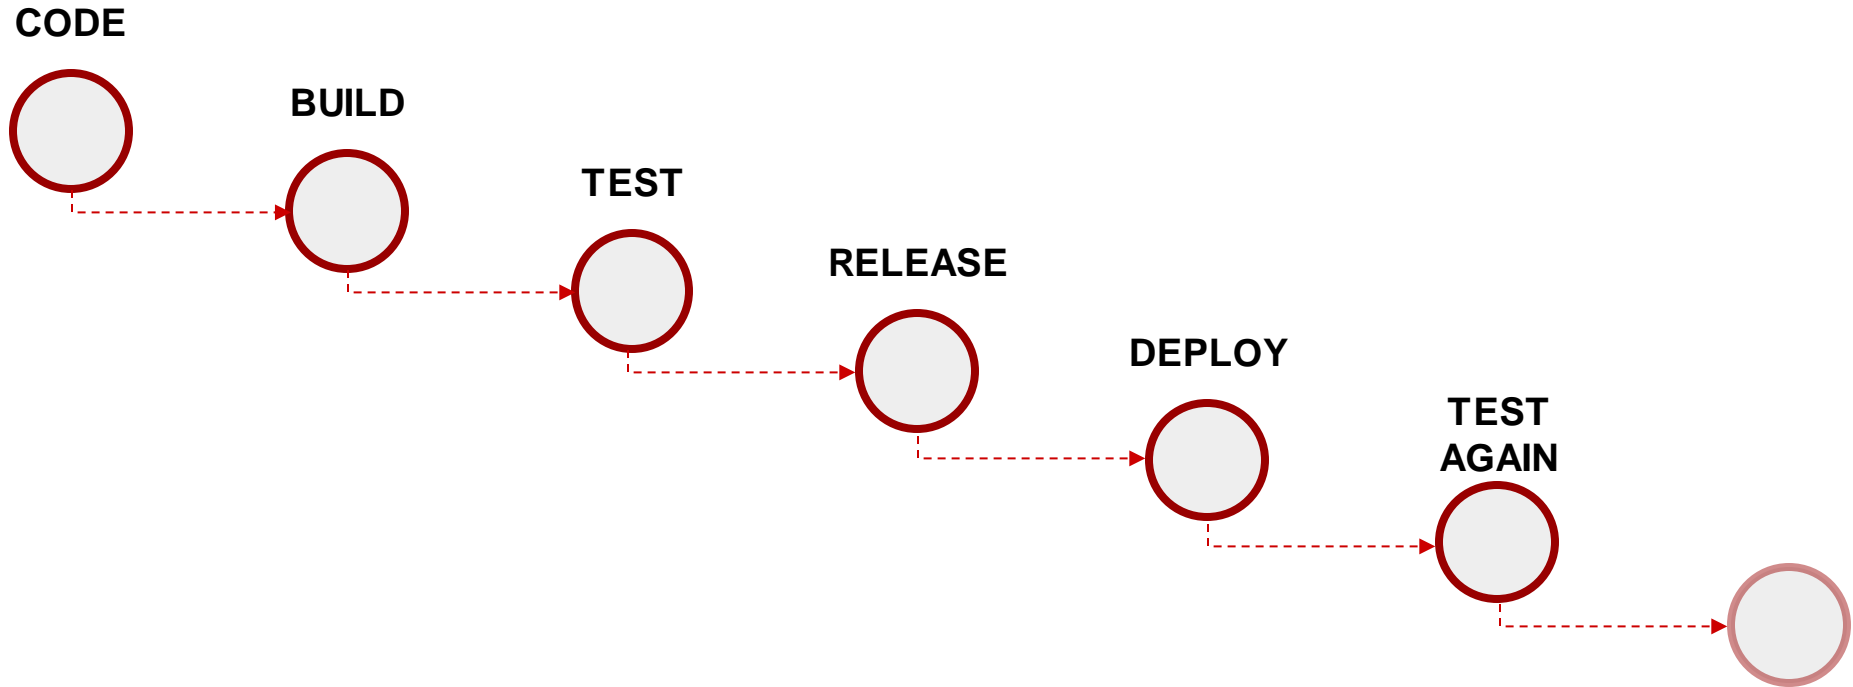 CODE
BUILD
TEST
RELEASE
DEPLOY
TEST
AGAIN